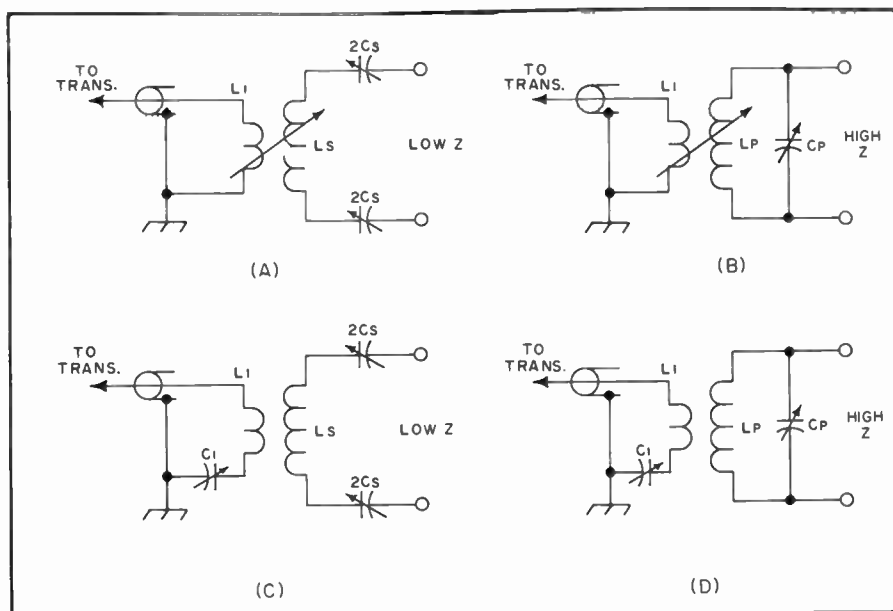 2Cs
TO
TRANS.
L1
Ls
LOW Z
2Cs
(A)
TO
TRANS.
L1
LP
CP
HIGH
Z
(B)
TO
TRANS.
L1
C1
2Cs
Ls
LOW Z
2Cs
(C)
TO
TRANS.
L1
C1
LP
CP
HIGH
Z
(D)